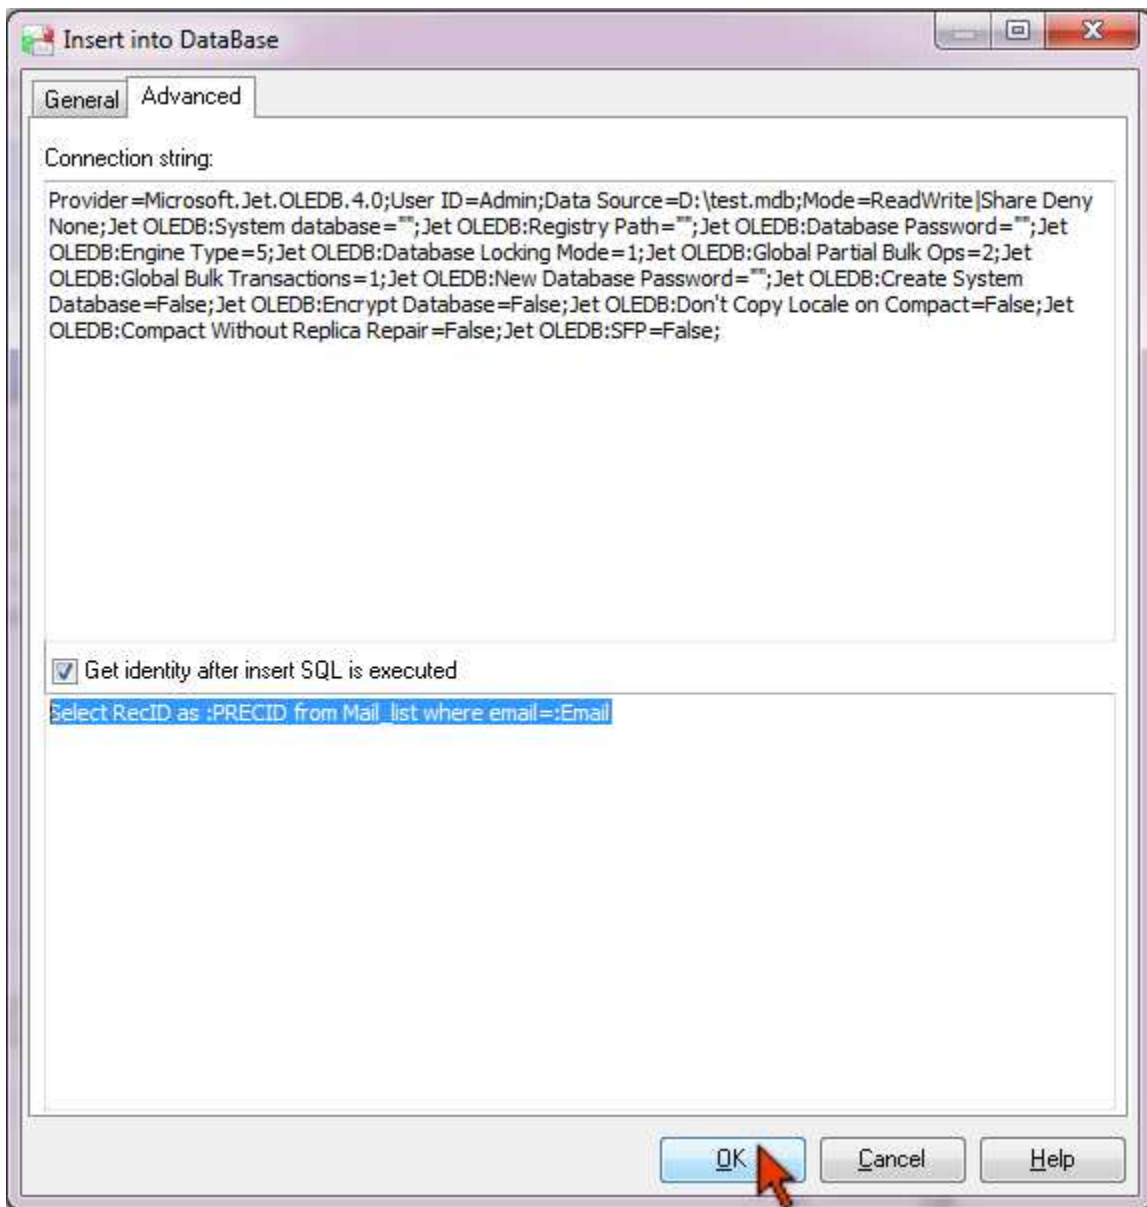 Insert into DataBase
General Advanced
Connection string:
Provider=Microsoft.Jet.OLEDB.4.0;User ID=Admin;Data Source=D:\test.mdb;Mode=ReadWrite|Share Deny
None;Jet OLEDB:System database="";Jet OLEDB:Registry Path="";Jet OLEDB:Database Password="";Jet
OLEDB:Engine Type=5;Jet OLEDB:Database Locking Mode=1;Jet OLEDB:Global Partial Bulk Ops=2;Jet
OLEDB:Global Bulk Transactions=1;Jet OLEDB:New Database Password="";Jet OLEDB:Create System
Database=False;Jet OLEDB:Encrypt Database=False;Jet OLEDB:Don't Copy Locale on Compact=False;Jet
OLEDB:Compact Without Replica Repair=False;Jet OLEDB:SFP=False;
Get identity after insert SQL is executed
Select RecID as :PRECID from Mail_list where email=:Email
OK Cancel Help